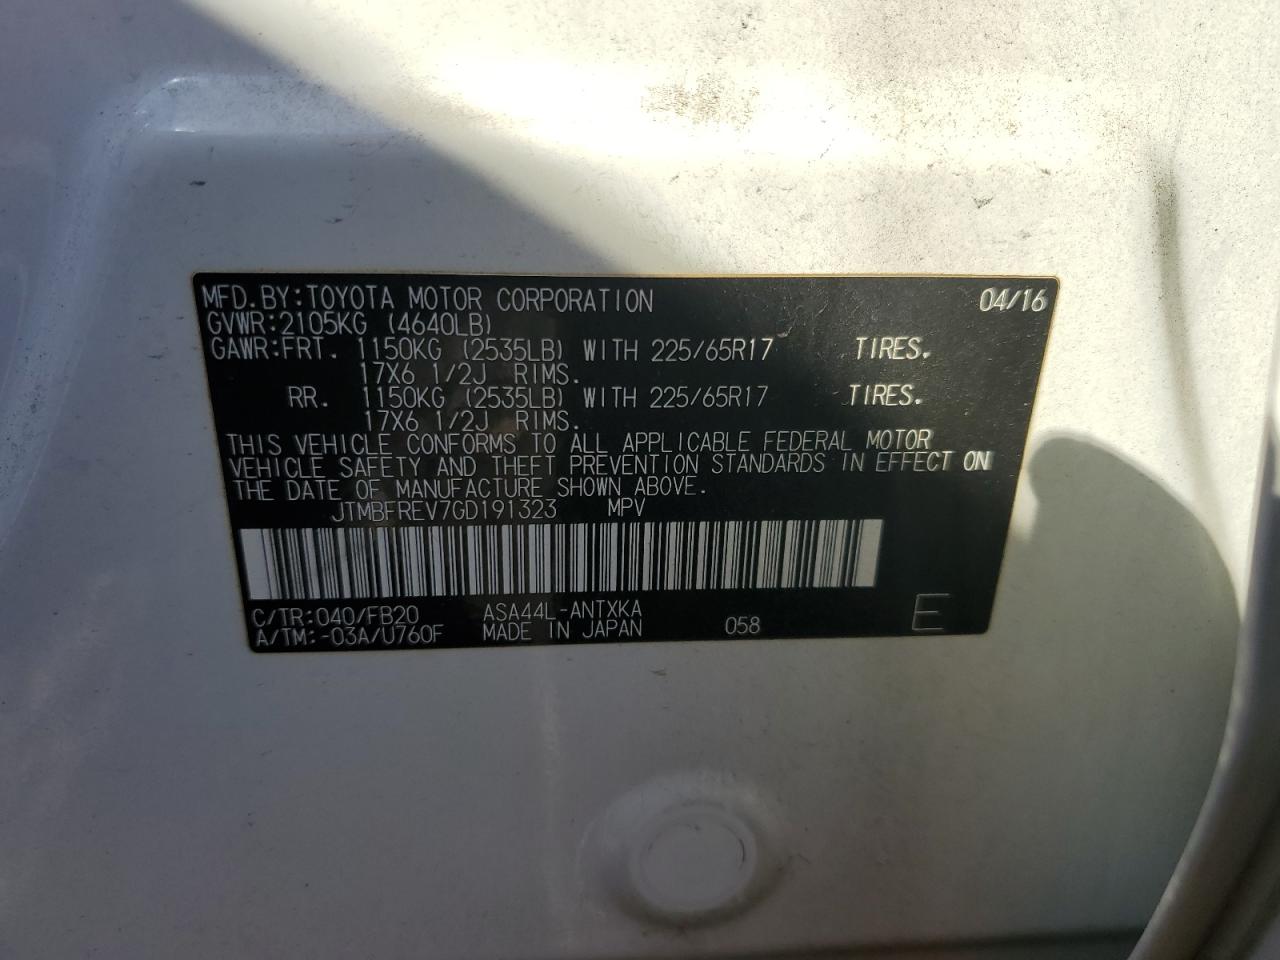 MFD.BY:TOYOTA MOTOR CORPORATION 04/16
GVWR:2105KG (4640LB)
GAWR:FRT. 1150KG (2535LB) WITH 225/65R17 TIRES.
17X6 1/2J RIMS.
RR. 1150KG (2535LB) WITH 225/65R17 TIRES.
17X6 1/2J RIMS.
THIS VEHICLE CONFORMS TO ALL APPLICABLE FEDERAL MOTOR
VEHICLE SAFETY AND THEFT PREVENTION STANDARDS IN EFFECT ON
THE DATE OF MANUFACTURE SHOWN ABOVE.
JTMBFREV7GD191323 MPV
C/TR:040/FB20 ASA44L-ANTXKA
A/TM:-03A/U760F MADE IN JAPAN 058 E